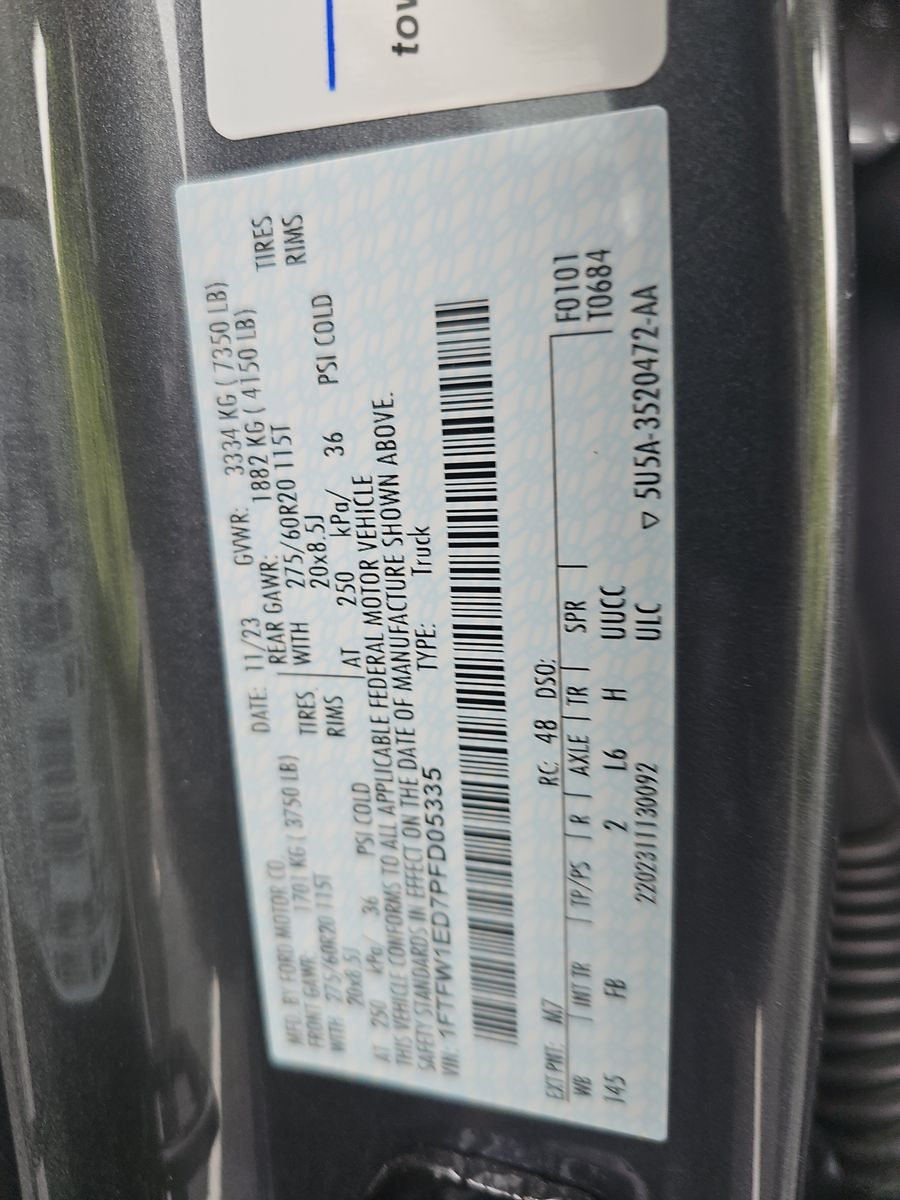 tow
MFD. BY FORD MOTOR CO.
DATE: 11/23 GVWR: 3334 KG ( 7350 LB)
FRONT GAWR: 1701 KG ( 3750 LB) REAR GAWR: 1882 KG ( 4150 LB)
WITH 275/60R20 115T TIRES WITH 275/60R20 115T TIRES
20x8.5J RIMS 20x8.5J RIMS
AT 250 kPa/ 36 PSI COLD AT 250 kPa/ 36 PSI COLD
THIS VEHICLE CONFORMS TO ALL APPLICABLE FEDERAL MOTOR VEHICLE
SAFETY STANDARDS IN EFFECT ON THE DATE OF MANUFACTURE SHOWN ABOVE.
VIN: 1FTFW1ED7PFD05335 TYPE: Truck
EXT PNT: M7 RC: 48 DSO: F0101
WB INT TR TP/PS R AXLE TR SPR T0684
145 FB 2 L6 H UUCC
2202311130092 ULC ▽ 5U5A-3520472-AA